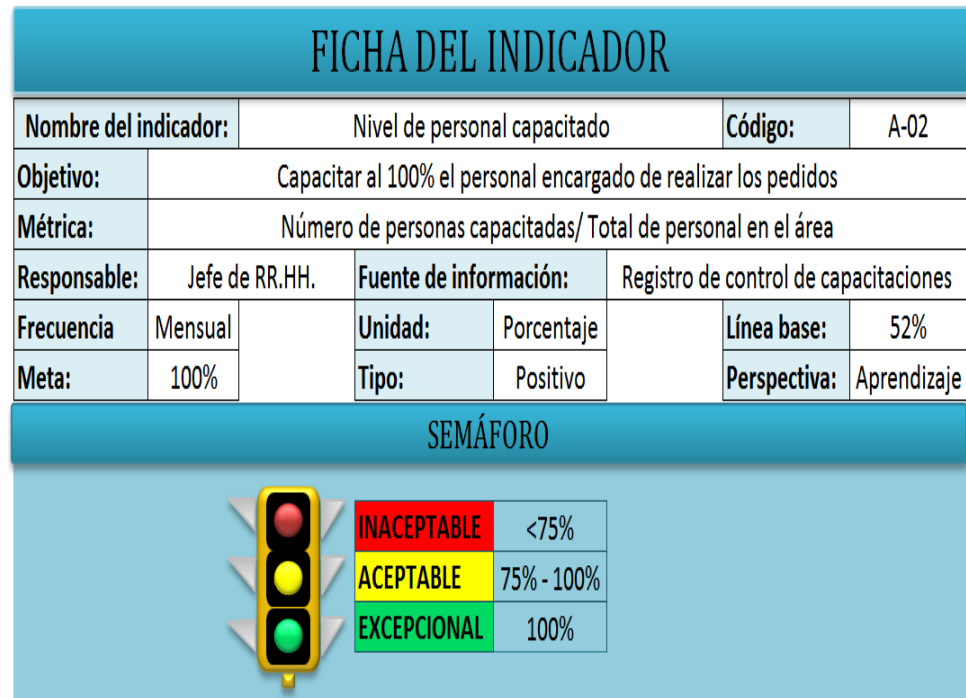 FICHA DEL INDICADOR
Nombre del indicador: Nivel de personal capacitado Código: A-02
Objetivo: Capacitar al 100% el personal encargado de realizar los pedidos
Métrica: Número de personas capacitadas/ Total de personal en el área
Responsable: Jefe de RR.HH. Fuente de información: Registro de control de capacitaciones
Frecuencia Mensual Unidad: Porcentaje Línea base: 52%
Meta: 100% Tipo: Positivo Perspectiva: Aprendizaje
SEMÁFORO
INACEPTABLE <75%
ACEPTABLE 75% - 100%
EXCEPCIONAL 100%